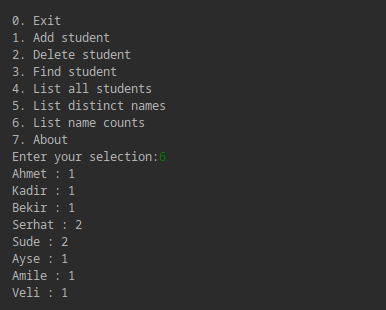 0. Exit
1. Add student
2. Delete student
3. Find student
4. List all students
5. List distinct names
6. List name counts
7. About
Enter your selection:6
Ahmet : 1
Kadir : 1
Bekir : 1
Serhat : 2
Sude : 2
Ayse : 1
Amile : 1
Veli : 1